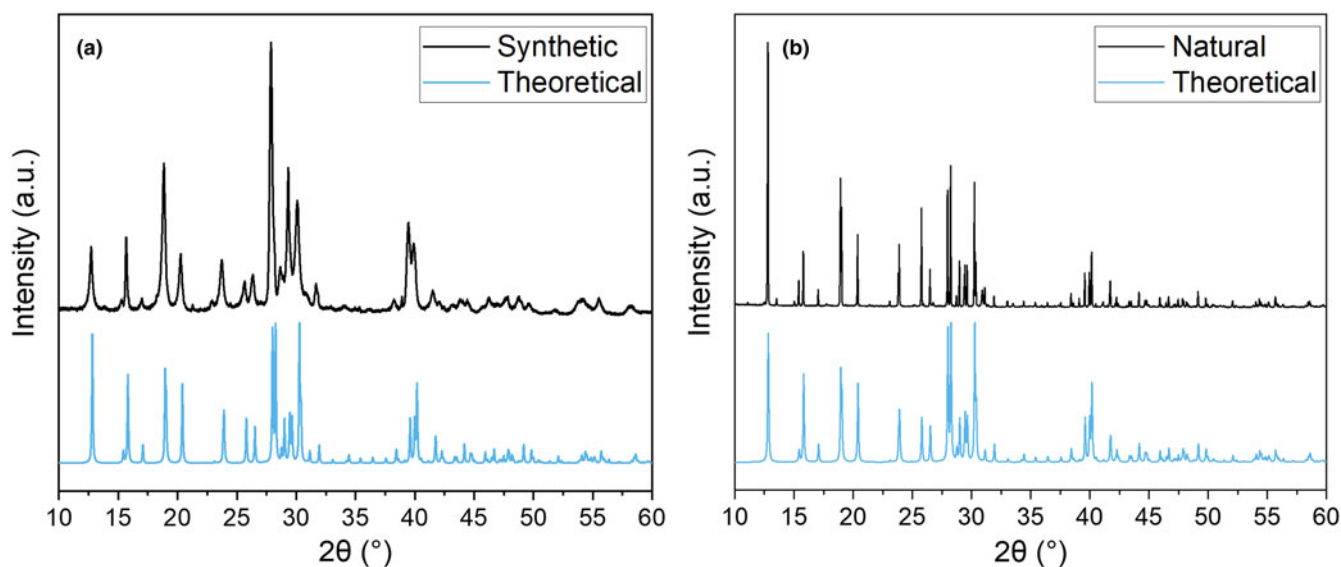 (a)
Synthetic
Theoretical
Intensity (a.u.)
10 15 20 25 30 35 40 45 50 55 60
2θ (°)
(b)
Natural
Theoretical
Intensity (a.u.)
10 15 20 25 30 35 40 45 50 55 60
2θ (°)